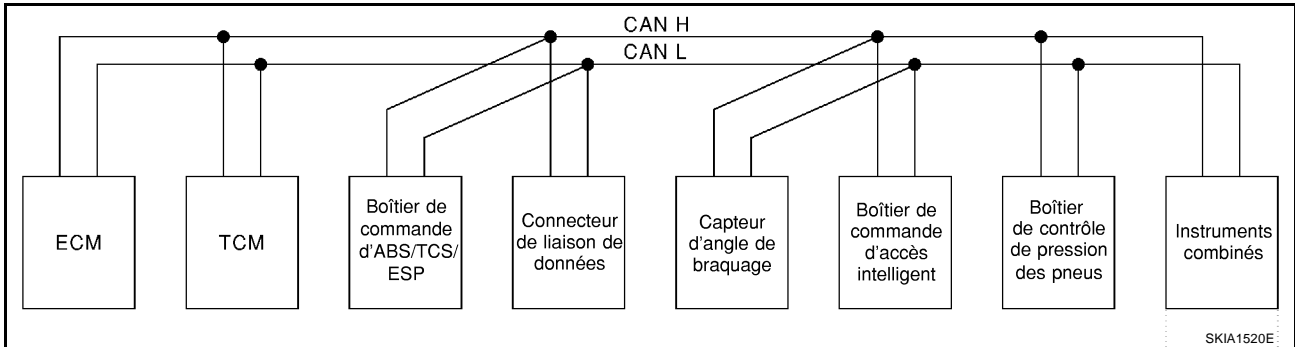 CAN H
CAN L
ECM
TCM
Boîtier de
commande
d'ABS/TCS/
ESP
Connecteur
de liaison de
données
Capteur
d'angle de
braquage
Boîtier de
commande
d'accès
intelligent
Boîtier
de contrôle
de pression
des pneus
Instruments
combinés
SKIA1520E